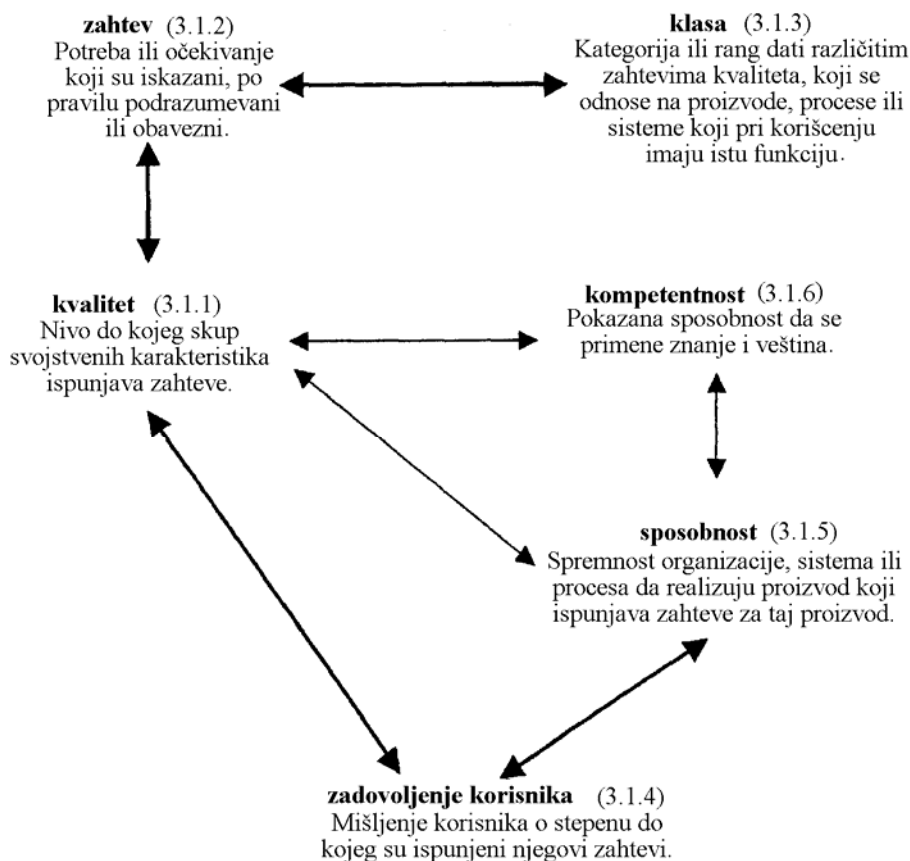 zahtev (3.1.2)
Potreba ili očekivanje
koji su iskazani, po
pravilu podrazumevani
ili obavezni.
klasa (3.1.3)
Kategorija ili rang dati različitim
zahtevima kvaliteta, koji se
odnose na proizvode, procese ili
sisteme koji pri korišcenju
imaju istu funkciju.
kvalitet (3.1.1)
Nivo do kojeg skup
svojstvenih karakteristika
ispunjava zahteve.
kompetentnost (3.1.6)
Pokazana sposobnost da se
primene znanje i veština.
sposobnost (3.1.5)
Spremnost organizacije, sistema ili
procesa da realizuju proizvod koji
ispunjava zahteve za taj proizvod.
zadovoljenje korisnika (3.1.4)
Mišljenje korisnika o stepenu do
kojeg su ispunjeni njegovi zahtevi.